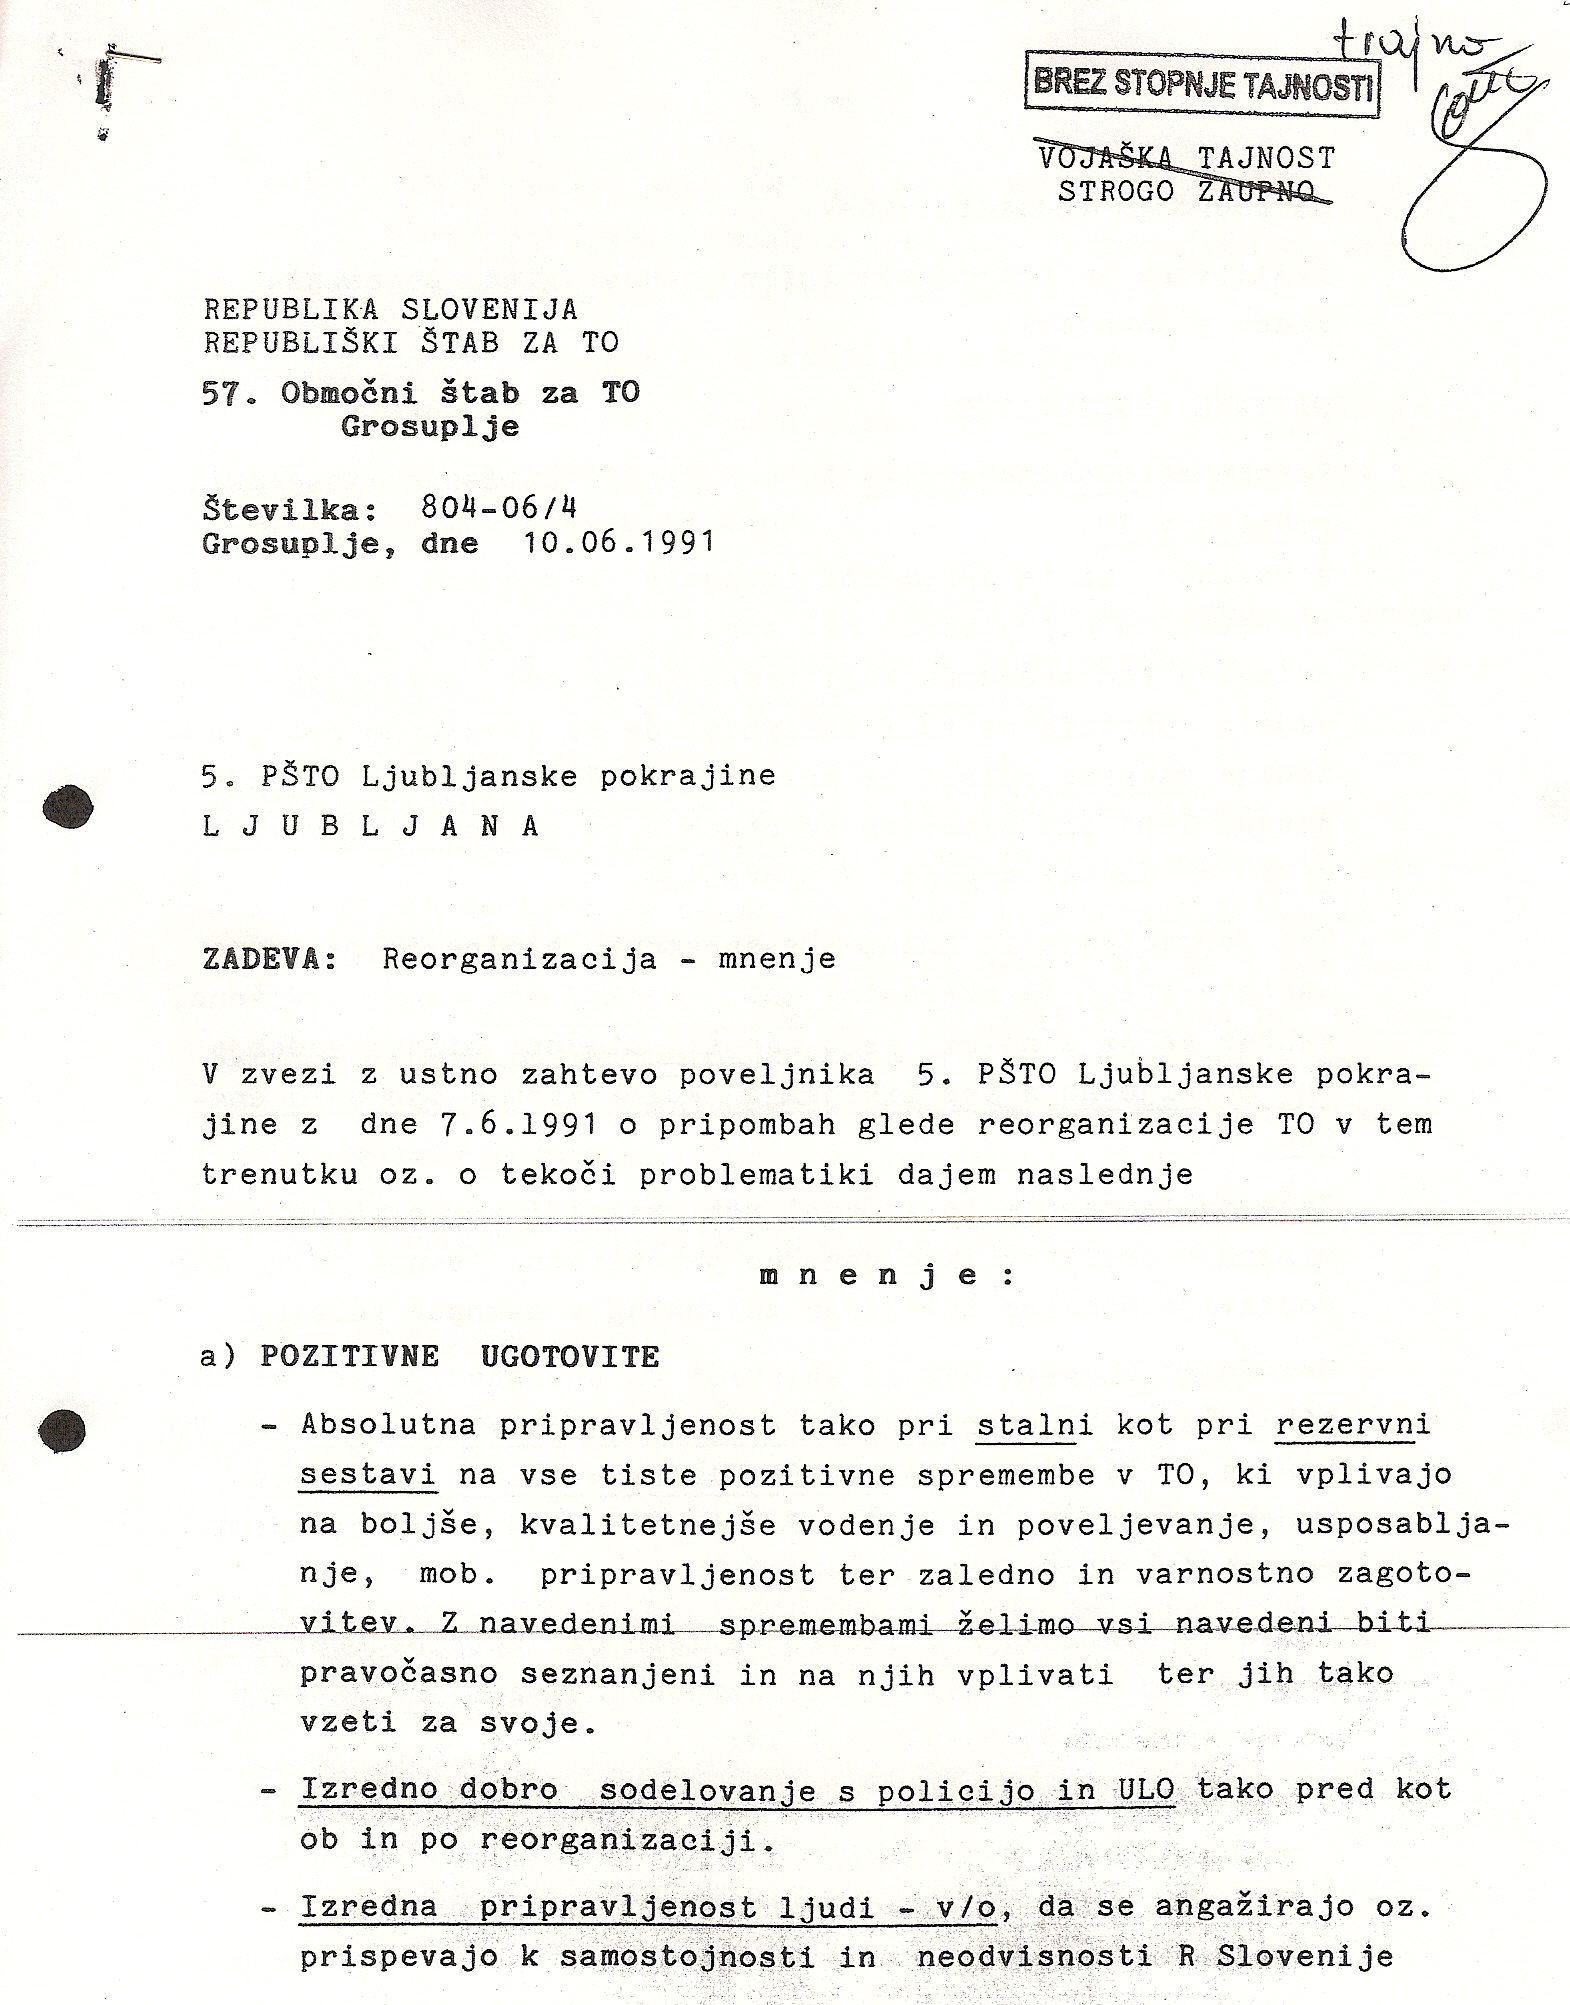 trajno
BREZ STOPNJE TAJNOSTI
VOJAŠKA TAJNOST
STROGO ZAUPNO
REPUBLIKA SLOVENIJA
REPUBLIŠKI ŠTAB ZA TO
57. Območni štab za TO
Grosuplje
Številka: 804-06/4
Grosuplje, dne 10.06.1991
5. PŠTO Ljubljanske pokrajine
L J U B L J A N A
ZADEVA: Reorganizacija - mnenje
V zvezi z ustno zahtevo poveljnika 5. PŠTO Ljubljanske pokra-
jine z dne 7.6.1991 o pripombah glede reorganizacije TO v tem
trenutku oz. o tekoči problematiki dajem naslednje
m n e n j e :
a) POZITIVNE UGOTOVITE
- Absolutna pripravljenost tako pri stalni kot pri rezervni
sestavi na vse tiste pozitivne spremembe v TO, ki vplivajo
na boljše, kvalitetnejše vodenje in poveljevanje, usposablja-
nje, mob. pripravljenost ter zaledno in varnostno zagoto-
vitev. Z navedenimi spremembami želimo vsi navedeni biti
pravočasno seznanjeni in na njih vplivati ter jih tako
vzeti za svoje.
- Izredno dobro sodelovanje s policijo in ULO tako pred kot
ob in po reorganizaciji.
- Izredna pripravljenost ljudi - v/o, da se angažirajo oz.
prispevajo k samostojnosti in neodvisnosti R Slovenije